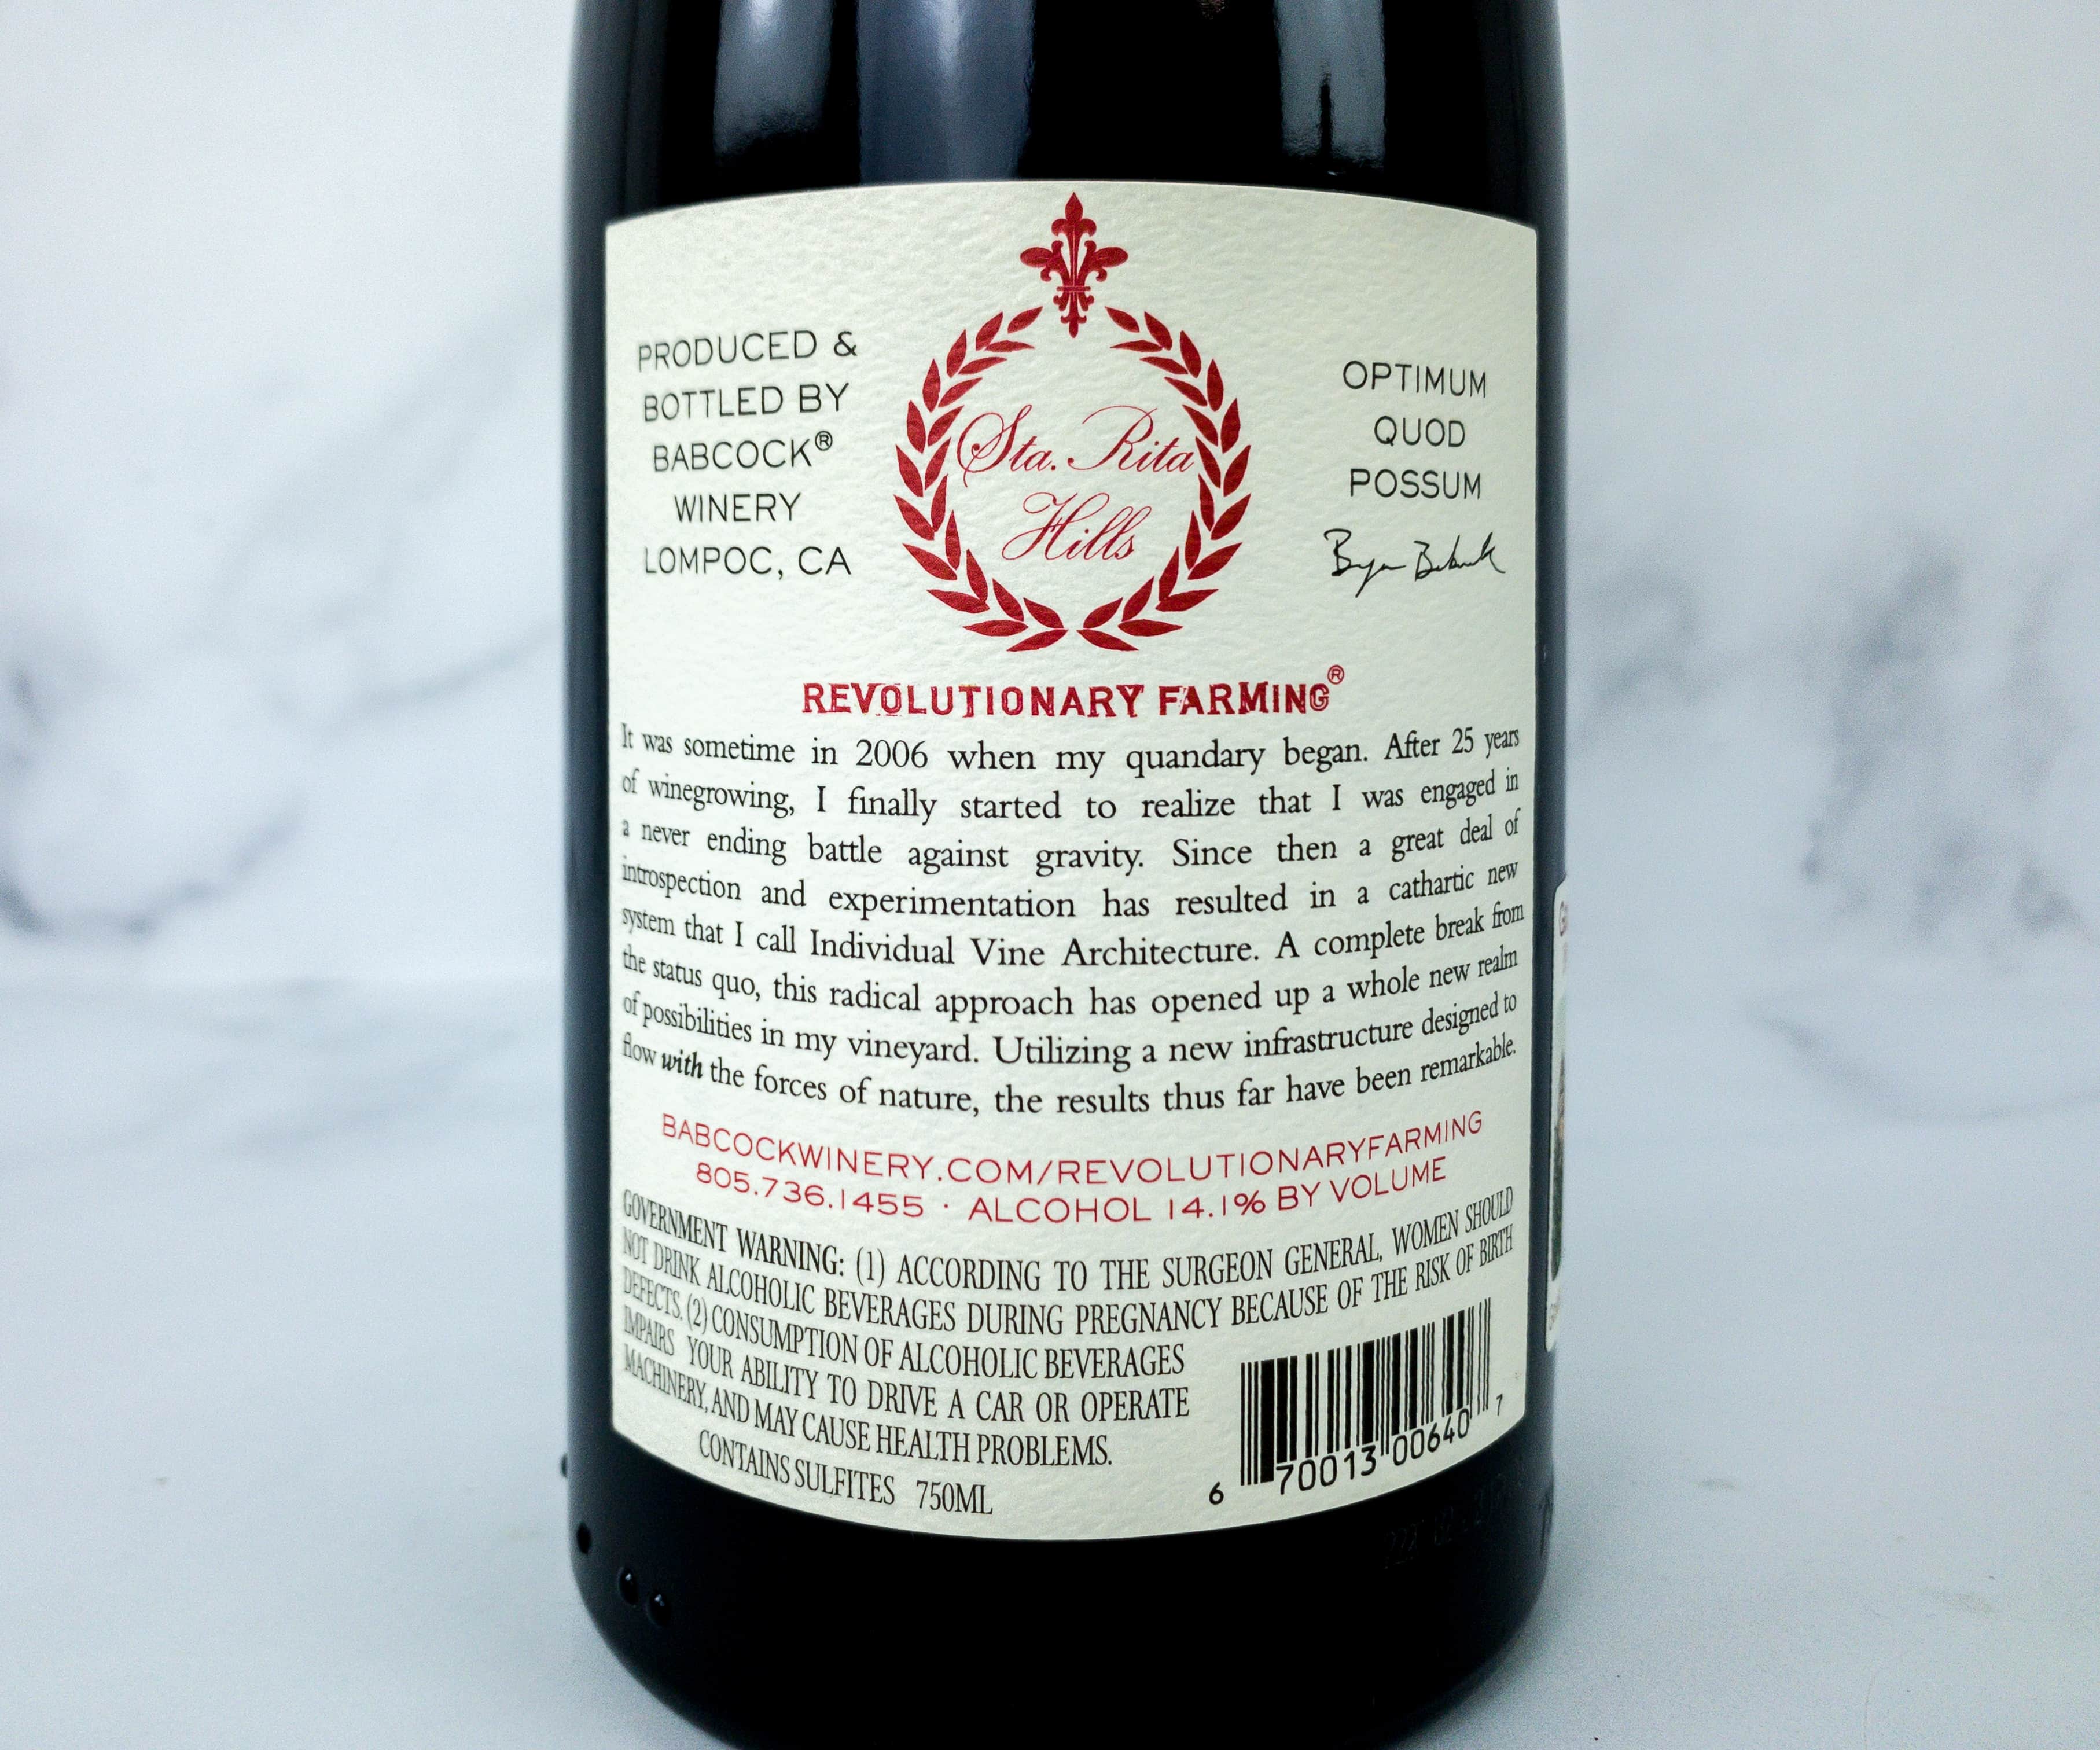 PRODUCED &
BOTTLED BY
BABCOCK®
WINERY
LOMPOC, CA
Sta. Rita
Hills
OPTIMUM
QUOD
POSSUM
REVOLUTIONARY FARMING®
It was sometime in 2006 when my quandary began. After 25 years
of winegrowing, I finally started to realize that I was engaged in
a never ending battle against gravity. Since then a great deal of
introspection and experimentation has resulted in a cathartic new
system that I call Individual Vine Architecture. A complete break from
the status quo, this radical approach has opened up a whole new realm
of possibilities in my vineyard. Utilizing a new infrastructure designed to
flow with the forces of nature, the results thus far have been remarkable.
BABCOCKWINERY.COM/REVOLUTIONARYFARMING
805.736.1455 · ALCOHOL 14.1% BY VOLUME
GOVERNMENT WARNING: (1) ACCORDING TO THE SURGEON GENERAL, WOMEN SHOULD
NOT DRINK ALCOHOLIC BEVERAGES DURING PREGNANCY BECAUSE OF THE RISK OF BIRTH
DEFECTS. (2) CONSUMPTION OF ALCOHOLIC BEVERAGES
IMPAIRS YOUR ABILITY TO DRIVE A CAR OR OPERATE
MACHINERY, AND MAY CAUSE HEALTH PROBLEMS.
CONTAINS SULFITES 750ML
6 70013 00640 7